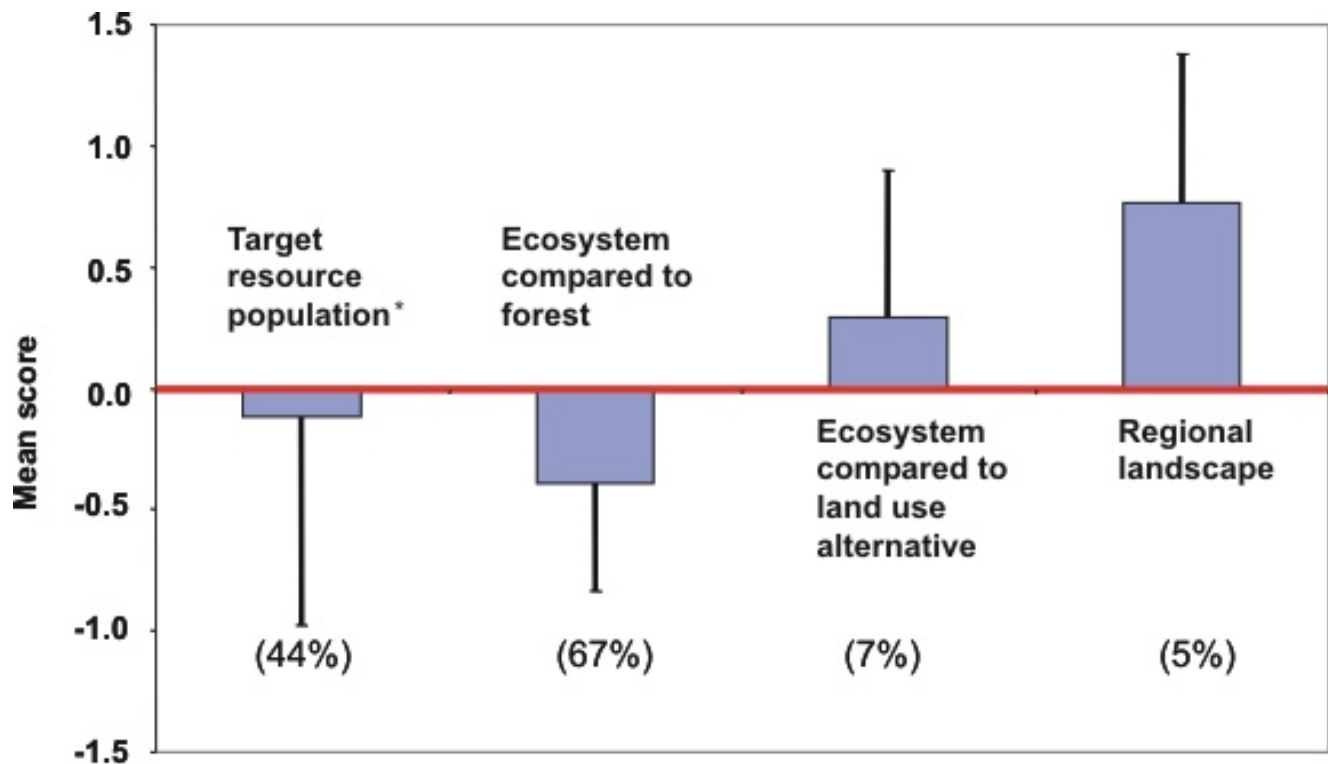 1.5
1.0
0.5
0.0
-0.5
-1.0
-1.5
Mean score
Target
resource
population*
Ecosystem
compared to
forest
Ecosystem
compared to
land use
alternative
Regional
landscape
(44%)
(67%)
(7%)
(5%)